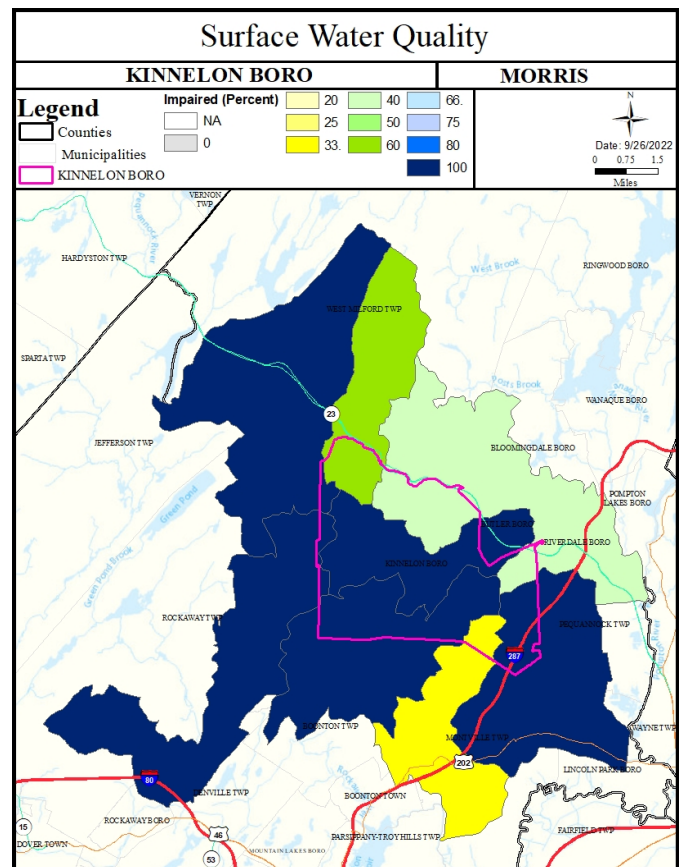 Surface Water Quality
KINNELON BORO
MORRIS
Legend
Counties
Municipalities
KINNELON BORO
Impaired (Percent)
NA
0
20
25
33.
40
50
60
66.
75
80
100
N
Date: 9/26/2022
0 0.75 1.5
Miles
VERNON
TWP
Pequannock River
HARDYSTON TWP
West Brook
RINGWOOD BORO
WEST MILFORD TWP
SPARTA TWP
Posts Brook
WANAQUE BORO
23
JEFFERSON TWP
BLOOMINGDALE BORO
Green Pond
POMPTON
LAKES BORO
BUTLER BORO
RIVERDALE BORO
Green Pond Brook
KINNELON BORO
ROCKAWAY TWP
PEQUANNOCK TWP
287
BOONTON TWP
WAYNE TWP
MONTVILLE TWP
202
LINCOLN PARK BORO
80
DENVILLE TWP
BOONTON TOWN
15
ROCKAWAY BORO
46
PARSIPPANY-TROY HILLS TWP
FAIRFIELD TWP
DOVER TOWN
MOUNTAIN LAKES BORO
53